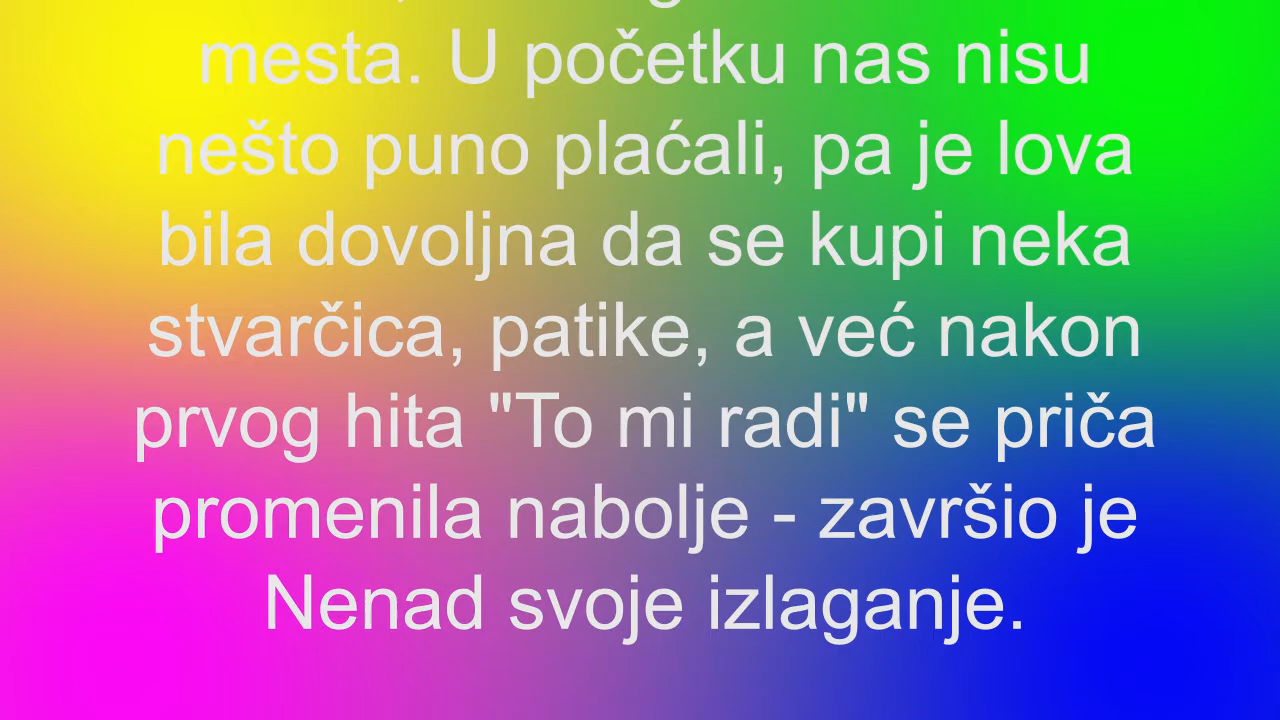 mesta. U početku nas nisu
nešto puno plaćali, pa je lova
bila dovoljna da se kupi neka
stvarčica, patike, a već nakon
prvog hita "To mi radi" se priča
promenila nabolje - završio je
Nenad svoje izlaganje.